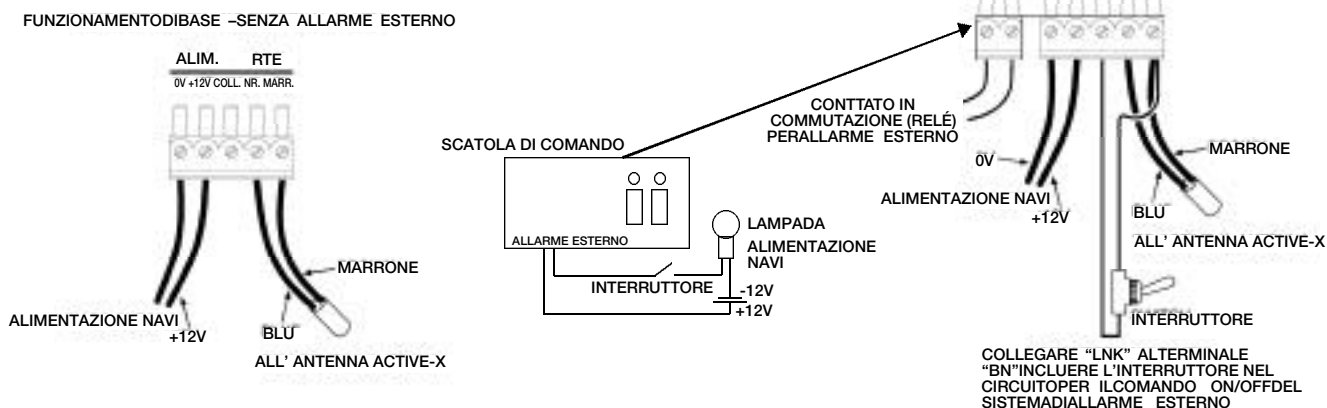 FUNZIONAMENTODIBASE –SENZA ALLARME ESTERNO
ALIM. RTE
0V +12V COLL. NR. MARR.
MARRONE
ALIMENTAZIONE NAVI
+12V
BLU
ALL' ANTENNA ACTIVE-X
SCATOLA DI COMANDO
ALLARME ESTERNO
INTERRUTTORE
LAMPADA
ALIMENTAZIONE
NAVI
-12V
+12V
CONTTATO IN
COMMUTAZIONE (RELÉ)
PERALLARME ESTERNO
0V
ALIMENTAZIONE NAVI
+12V
MARRONE
BLU
ALL' ANTENNA ACTIVE-X
INTERRUTTORE
COLLEGARE “LNK” ALTERMINALE
“BN”INCLUERE L'INTERRUTTORE NEL
CIRCUITOPER ILCOMANDO ON/OFFDEL
SISTEMADIALLARME ESTERNO